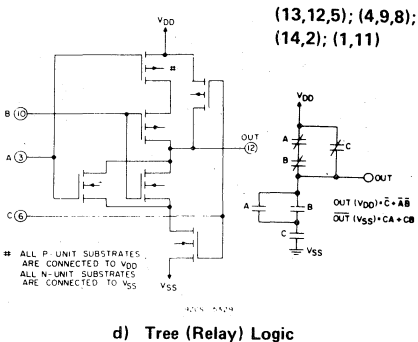 (13,12,5); (4,9,8);
(14,2); (1,11)
VDD
#
B 10
OUT
12
A 3
C 6
VSS
# ALL P-UNIT SUBSTRATES
ARE CONNECTED TO VDD
ALL N-UNIT SUBSTRATES
ARE CONNECTED TO VSS
VDD
A
C
B
OUT
A
B
OUT (VDD) = C̅ + A̅B̅
O̅U̅T̅ (VSS) = CA + CB
C
VSS
92CS-5329
d) Tree (Relay) Logic